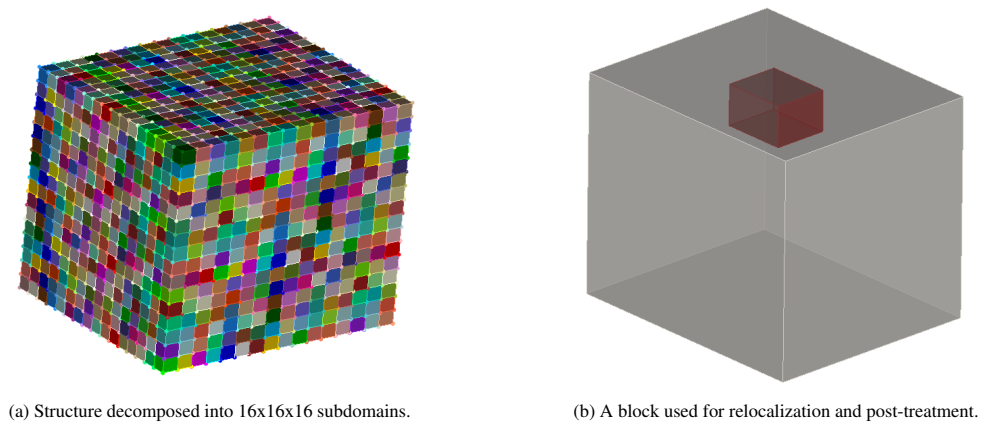 (a) Structure decomposed into 16x16x16 subdomains.
(b) A block used for relocalization and post-treatment.